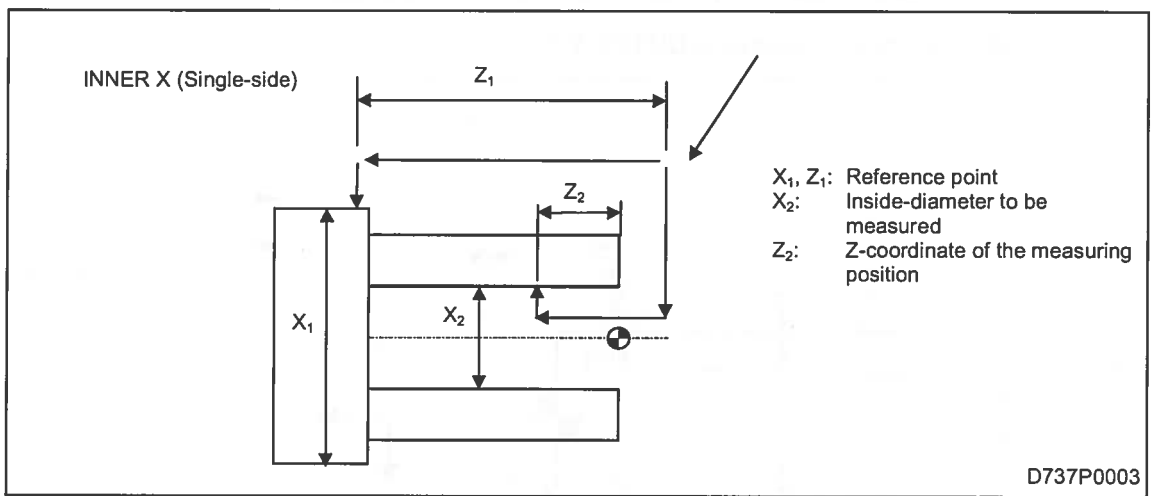 INNER X (Single-side)
Z₁
Z₂
X₁, Z₁: Reference point
X₂: Inside-diameter to be
measured
Z₂: Z-coordinate of the measuring
position
X₁
X₂
D737P0003